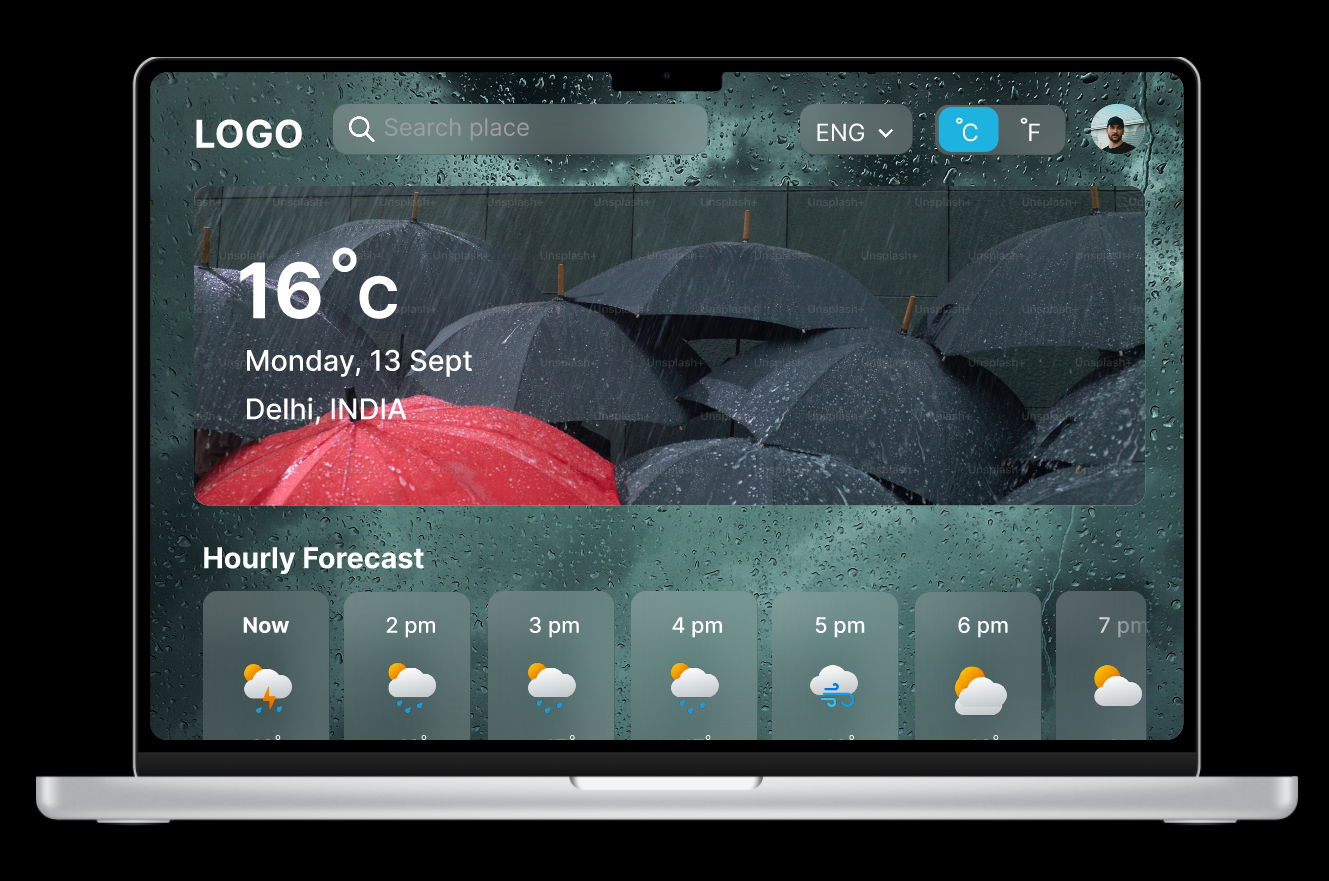 LOGO
Search place
ENG
°C
°F
16°C
Monday, 13 Sept
Delhi, INDIA
Unsplash+
Hourly Forecast
Now
2 pm
3 pm
4 pm
5 pm
6 pm
7 pm